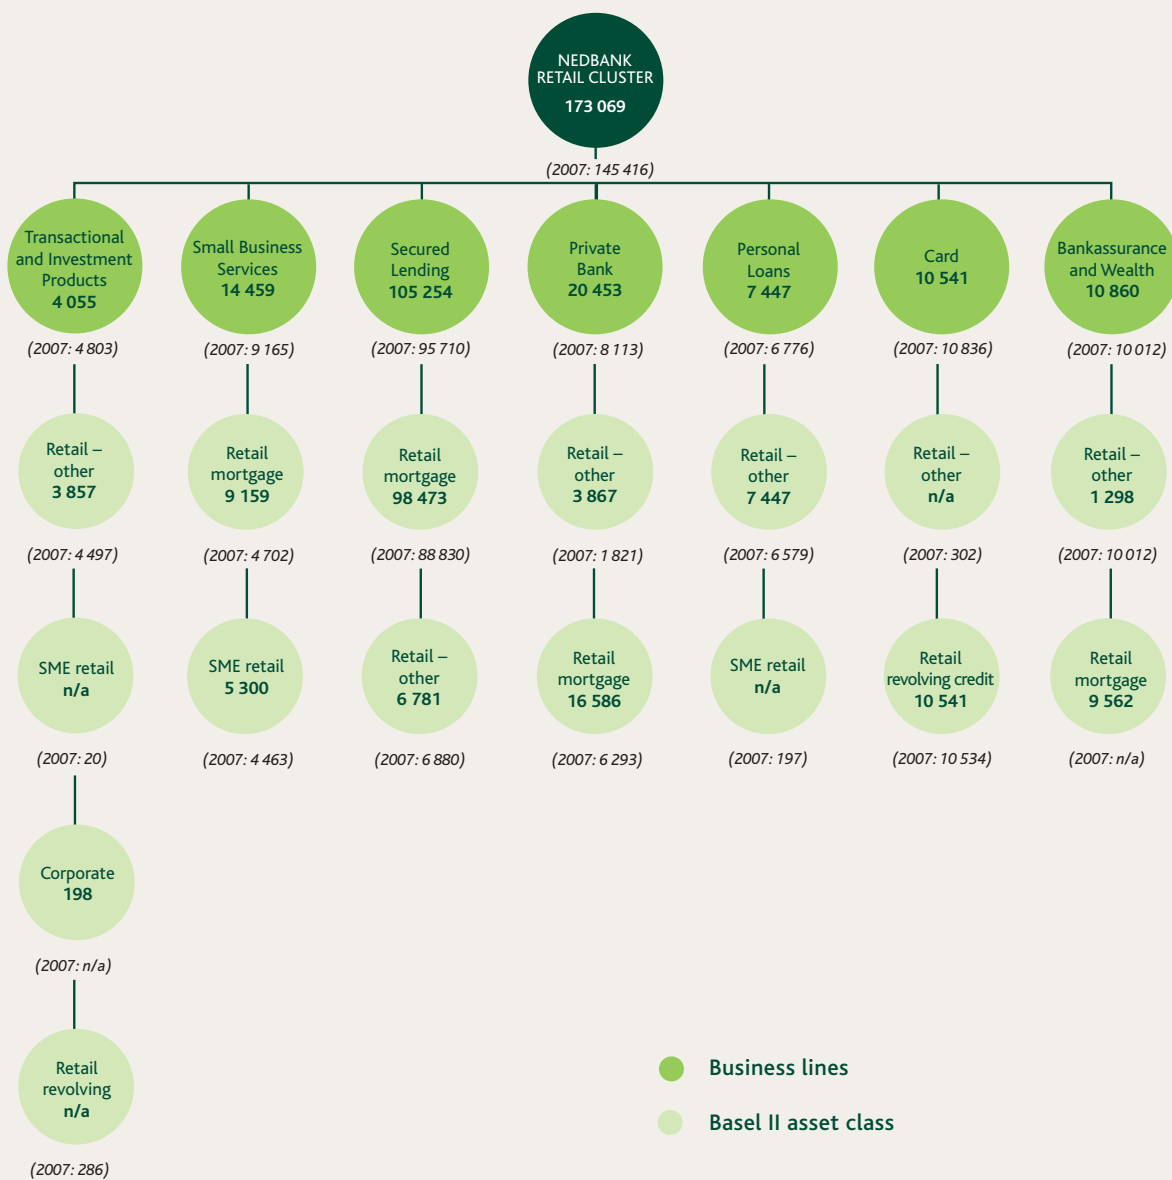 NEDBANK
RETAIL CLUSTER
173 069
(2007: 145 416)
Transactional
and Investment
Products
4 055
(2007: 4 803)
Retail –
other
3 857
(2007: 4 497)
SME retail
n/a
(2007: 20)
Corporate
198
(2007: n/a)
Retail
revolving
n/a
(2007: 286)
Small Business
Services
14 459
(2007: 9 165)
Retail
mortgage
9 159
(2007: 4 702)
SME retail
5 300
(2007: 4 463)
Secured
Lending
105 254
(2007: 95 710)
Retail
mortgage
98 473
(2007: 88 830)
Retail –
other
6 781
(2007: 6 880)
Private
Bank
20 453
(2007: 8 113)
Retail –
other
3 867
(2007: 1 821)
Retail
mortgage
16 586
(2007: 6 293)
Personal
Loans
7 447
(2007: 6 776)
Retail –
other
7 447
(2007: 6 579)
SME retail
n/a
(2007: 197)
Card
10 541
(2007: 10 836)
Retail –
other
n/a
(2007: 302)
Retail
revolving credit
10 541
(2007: 10 534)
Bankassurance
and Wealth
10 860
(2007: 10 012)
Retail –
other
1 298
(2007: 10 012)
Retail
mortgage
9 562
(2007: n/a)
Business lines
Basel II asset class